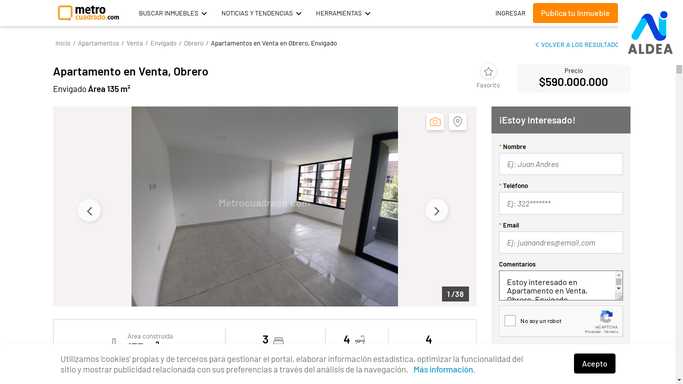 metro
cuadrado.com
BUSCAR INMUEBLES
NOTICIAS Y TENDENCIAS
HERRAMIENTAS
INGRESAR
Publica tu Inmueble
ALDEA
Inicio / Apartamentos / Venta / Envigado / Obrero / Apartamentos en Venta en Obrero, Envigado
VOLVER A LOS RESULTADO
Apartamento en Venta, Obrero
Envigado Área 135 m²
Favorito
Precio
$590.000.000
¡Estoy Interesado!
* Nombre
Ej: Juan Andres
* Teléfono
Ej: 322*******
* Email
Ej: juanandres@email.com
Comentarios
Estoy interesado en
Apartamento en Venta,
Obrero, Envigado
No soy un robot
reCAPTCHA
Privacidad - Términos
1 /38
Área construida
3
4
4
Utilizamos 'cookies' propias y de terceros para gestionar el portal, elaborar información estadística, optimizar la funcionalidad del
sitio y mostrar publicidad relacionada con sus preferencias a través del análisis de la navegación. Más información.
Acepto